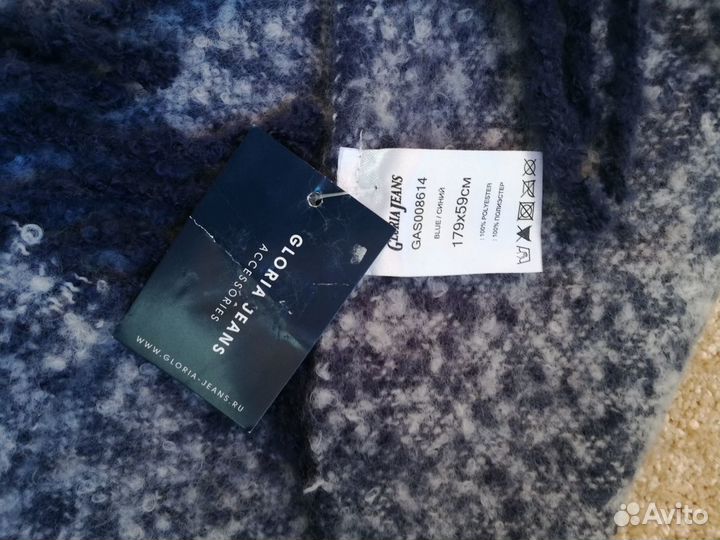 GLORIA JEANS
ACCESSORIES
WWW.GLORIA-JEANS.RU
GLORIA JEANS
GAS008614
BLUE / СИНИЙ
179x59CM
: 100% POLYESTER
: 100% ПОЛИЭСТЕР
Avito